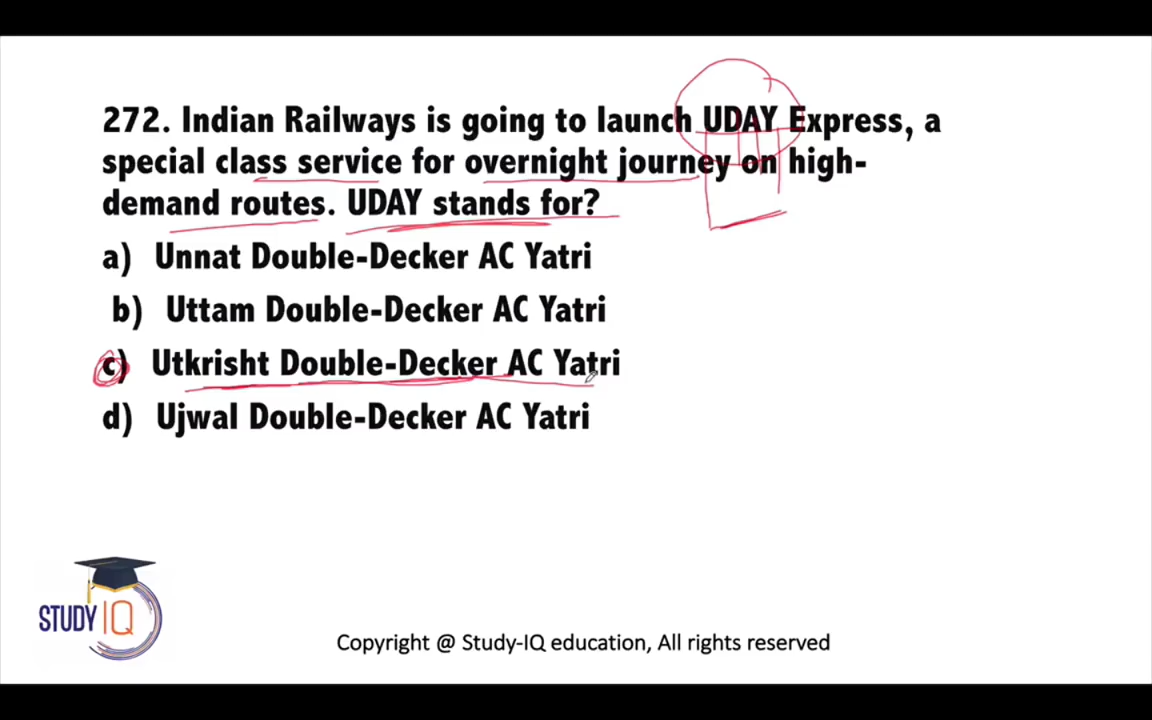 272. Indian Railways is going to launch UDAY Express, a
special class service for overnight journey on high-
demand routes. UDAY stands for?
a) Unnat Double-Decker AC Yatri
b) Uttam Double-Decker AC Yatri
c) Utkrisht Double-Decker AC Yatri
d) Ujwal Double-Decker AC Yatri
STUDY IQ
Copyright @ Study-IQ education, All rights reserved